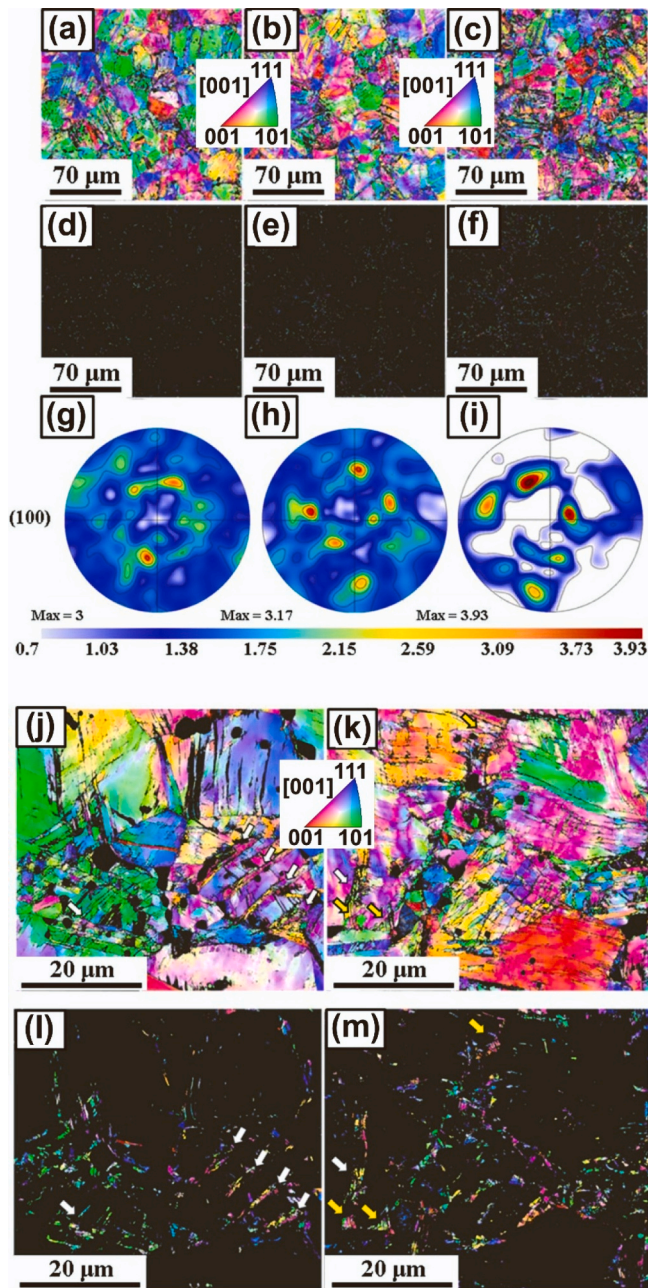 (a) (b) (c)
[001] 111 [001] 111
001 101 001 101
70 μm 70 μm 70 μm
(d) (e) (f)
70 μm 70 μm 70 μm
(g) (h) (i)
(100)
Max = 3 Max = 3.17 Max = 3.93
0.7 1.03 1.38 1.75 2.15 2.59 3.09 3.73 3.93
(j) (k)
111
[001]
001 101
20 μm 20 μm
(l) (m)
20 μm 20 μm